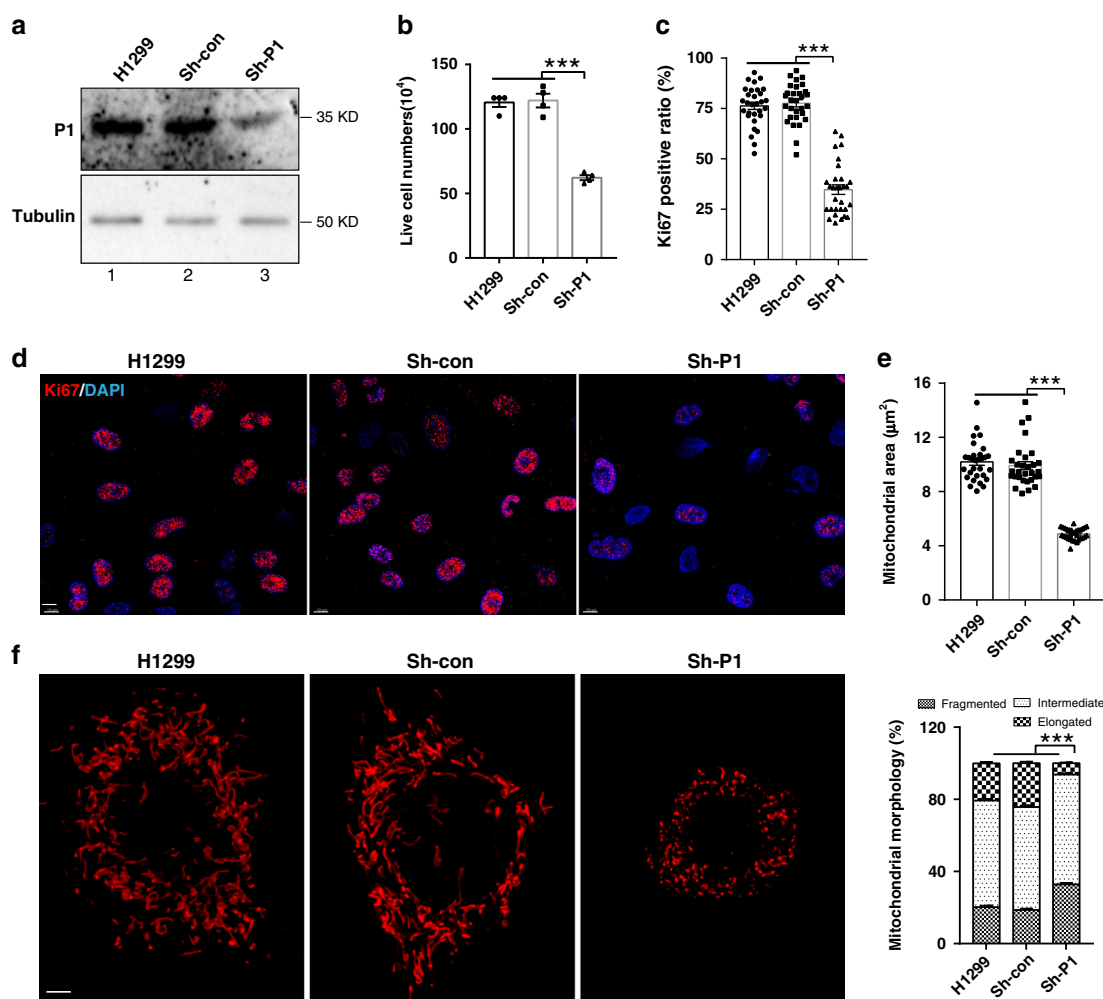 a
H1299
Sh-con
Sh-P1
P1
35 KD
Tubulin
50 KD
1 2 3
b
***
Live cell numbers(10⁴)
150
100
50
0
H1299
Sh-con
Sh-P1
c
***
Ki67 positive ratio (%)
100
75
50
25
0
H1299
Sh-con
Sh-P1
d
H1299 Sh-con Sh-P1
Ki67/DAPI
e
***
Mitochondrial area (μm²)
16
12
8
4
0
H1299
Sh-con
Sh-P1
f
H1299 Sh-con Sh-P1
Fragmented Intermediate
Elongated
***
Mitochondrial morphology (%)
120
80
40
0
H1299
Sh-con
Sh-P1